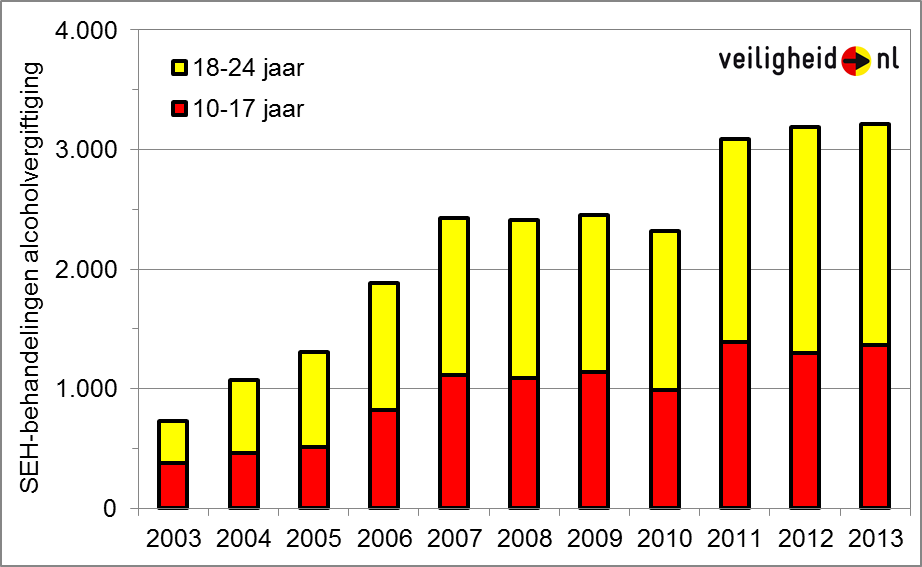 SEH-behandelingen alcoholvergiftiging
4.000
3.000
2.000
1.000
0
18-24 jaar
10-17 jaar
veiligheid nl
2003 2004 2005 2006 2007 2008 2009 2010 2011 2012 2013